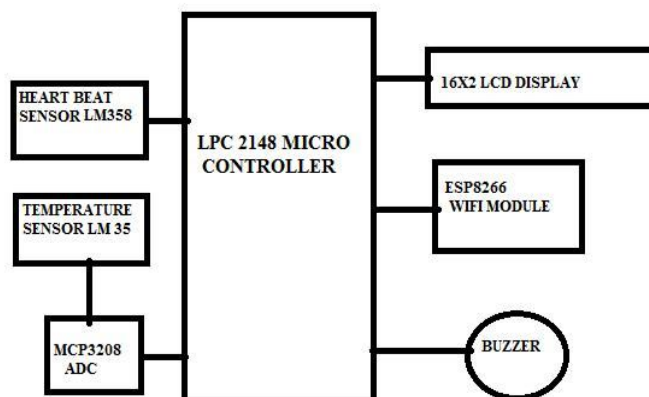 HEART BEAT
SENSOR LM358
TEMPERATURE
SENSOR LM 35
MCP3208
ADC
LPC 2148 MICRO
CONTROLLER
16X2 LCD DISPLAY
ESP8266
WIFI MODULE
BUZZER